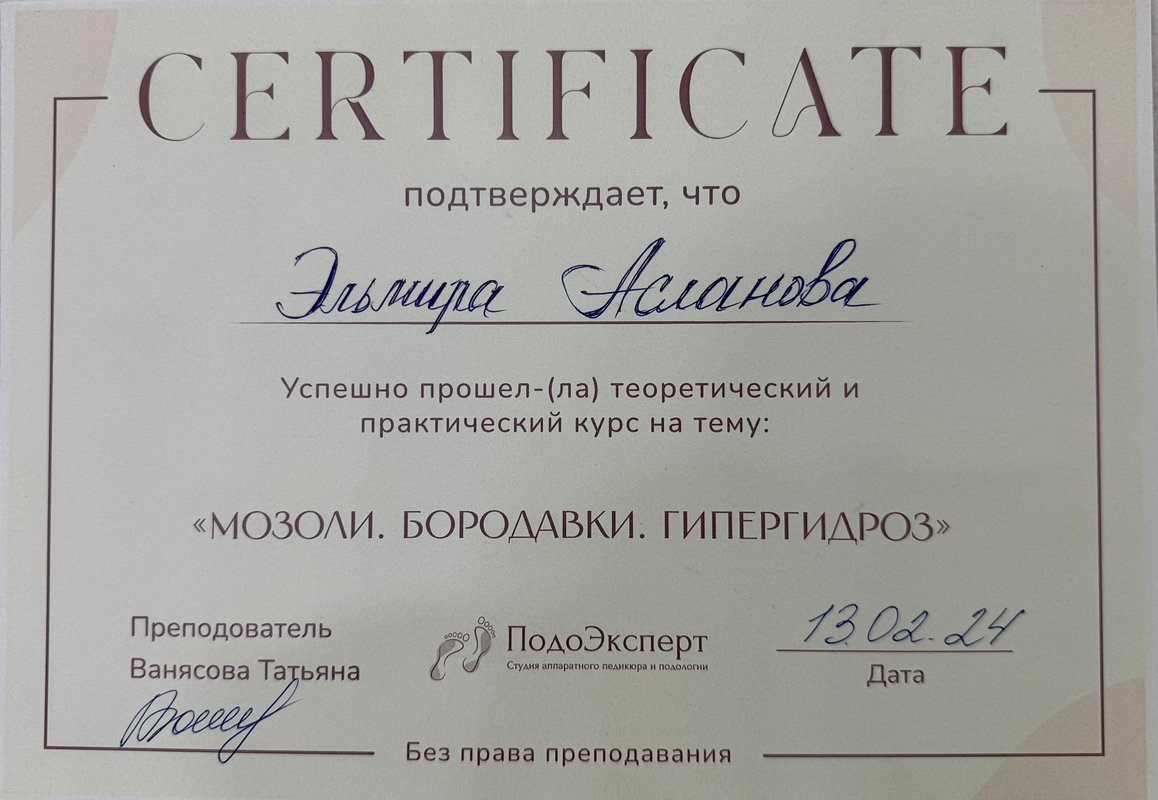 CERTIFICATE
подтверждает, что
Эльмира Асланова
Успешно прошел-(ла) теоретический и
практический курс на тему:
«МОЗОЛИ. БОРОДАВКИ. ГИПЕРГИДРОЗ»
Преподователь
Ванясова Татьяна
ПодоЭксперт
Студия аппаратного педикюра и подологии
13.02.24
Дата
Без права преподавания